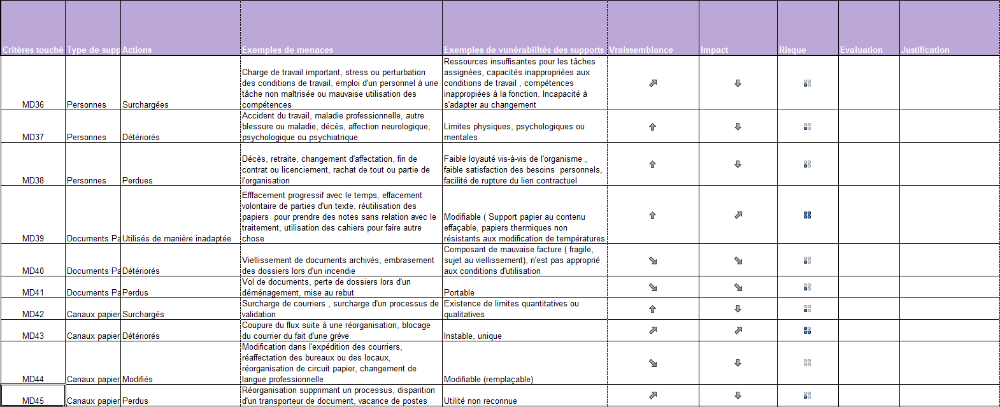 Critères touché Type de supp Actions Exemples de menaces Exemples de vunérabiiltés des supports Vraissemblance Impact Risque Evaluation Justification
Charge de travail important, stress ou perturbation
des conditions de travail, emploi d'un personnel à une
tâche non maîtrisée ou mauvaise utilisation des
compétences
Ressources insuffisantes pour les tâches
assignées, capacités inappropriées aux
conditions de travail , compétences
inappropiées à la fonction. Incapacité à
s'adapter au changement
MD36 Personnes Surchargées
Accident du travail, maladie professionnelle, autre
blessure ou maladie, décès, affection neurologique,
psychologique ou psychiatrique
Limites physiques, psychologiques ou
mentales
MD37 Personnes Détériorés
Décès, retraite, changement d'affectation, fin de
contrat ou licenciement, rachat de tout ou partie de
l'organisation
Faible loyauté vis-à-vis de l'organisme ,
faible satisfaction des besoins  personnels,
facilité de rupture du lien contractuel
MD38 Personnes Perdues
Efffacement progressif avec le temps, effacement
volontaire de parties d'un texte, réutilisation des
papiers  pour prendre des notes sans relation avec le
traitement, utilisation des cahiers pour faire autre
chose
Modifiable ( Support papier au contenu
effaçable, papiers thermiques non
résistants aux modification de températures
MD39 Documents Pa Utilisés de manière inadaptée
Viellissement de documents archivés, embrasement
des dossiers lors d'un incendie
Composant de mauvaise facture ( fragile,
sujet au viellissement), n'est pas approprié
aux conditions d'utilisation
MD40 Documents Pa Détériorés
Vol de documents, perte de dossiers lors d'un
déménagement, mise au rebut
Portable
MD41 Documents Pa Perdus
Surcharge de courriers , surcharge d'un processus de
validation
Existence de limites quantitatives ou
qualitatives
MD42 Canaux papier Surchargés
Coupure du flux suite à une réorganisation, blocage
du courrier du fait d'une grève
Instable, unique
MD43 Canaux papier Détériorés
Modification dans l'expédition des courriers,
réaffectation des bureaux ou des locaux,
réorganisation de circuit papier, changement de
langue professionnelle
Modifiable (remplaçable)
MD44 Canaux papier Modifiés
Réorganisation supprimant un processus, disparition
d'un transporteur de document, vacance de postes
Utilité non reconnue
MD45 Canaux papier Perdus